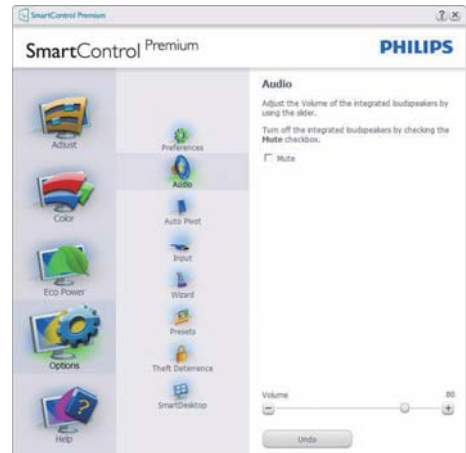 SmartControl Premium
SmartControl Premium
PHILIPS
Adjust
Color
Eco Power
Options
Help
Preferences
Audio
Auto Pivot
Input
Wizard
Presets
Theft Deterrence
SmartDesktop
Audio
Adjust the Volume of the integrated loudspeakers by
using the slider.
Turn off the integrated loudspeakers by checking the
Mute checkbox.
Mute
Volume 80
Undo